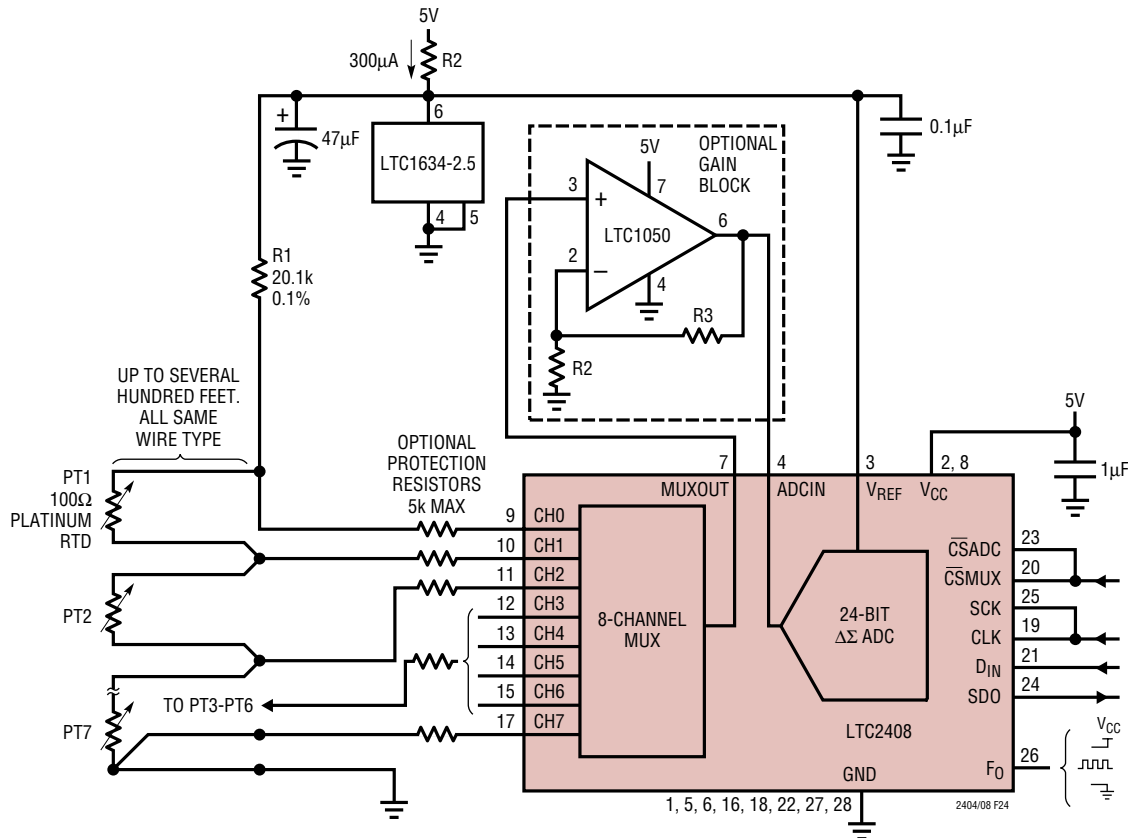 5V
300µA
R2
6
47µF
+
LTC1634-2.5
4
5
0.1µF
OPTIONAL
GAIN
BLOCK
5V
7
3
+
LTC1050
6
2
–
4
R3
R2
R1
20.1k
0.1%
UP TO SEVERAL
HUNDRED FEET.
ALL SAME
WIRE TYPE
OPTIONAL
PROTECTION
RESISTORS
5k MAX
PT1
100Ω
PLATINUM
RTD
PT2
PT7
TO PT3-PT6
5V
1µF
7
4
3
2, 8
MUXOUT
ADCIN
VREF
VCC
9 CH0
10 CH1
11 CH2
12 CH3
13 CH4
14 CH5
15 CH6
17 CH7
8-CHANNEL
MUX
24-BIT
ΔΣ ADC
CSADC 23
CSMUX 20
SCK 25
CLK 19
DIN 21
SDO 24
LTC2408
VCC
FO 26
GND
1, 5, 6, 16, 18, 22, 27, 28
2404/08 F24